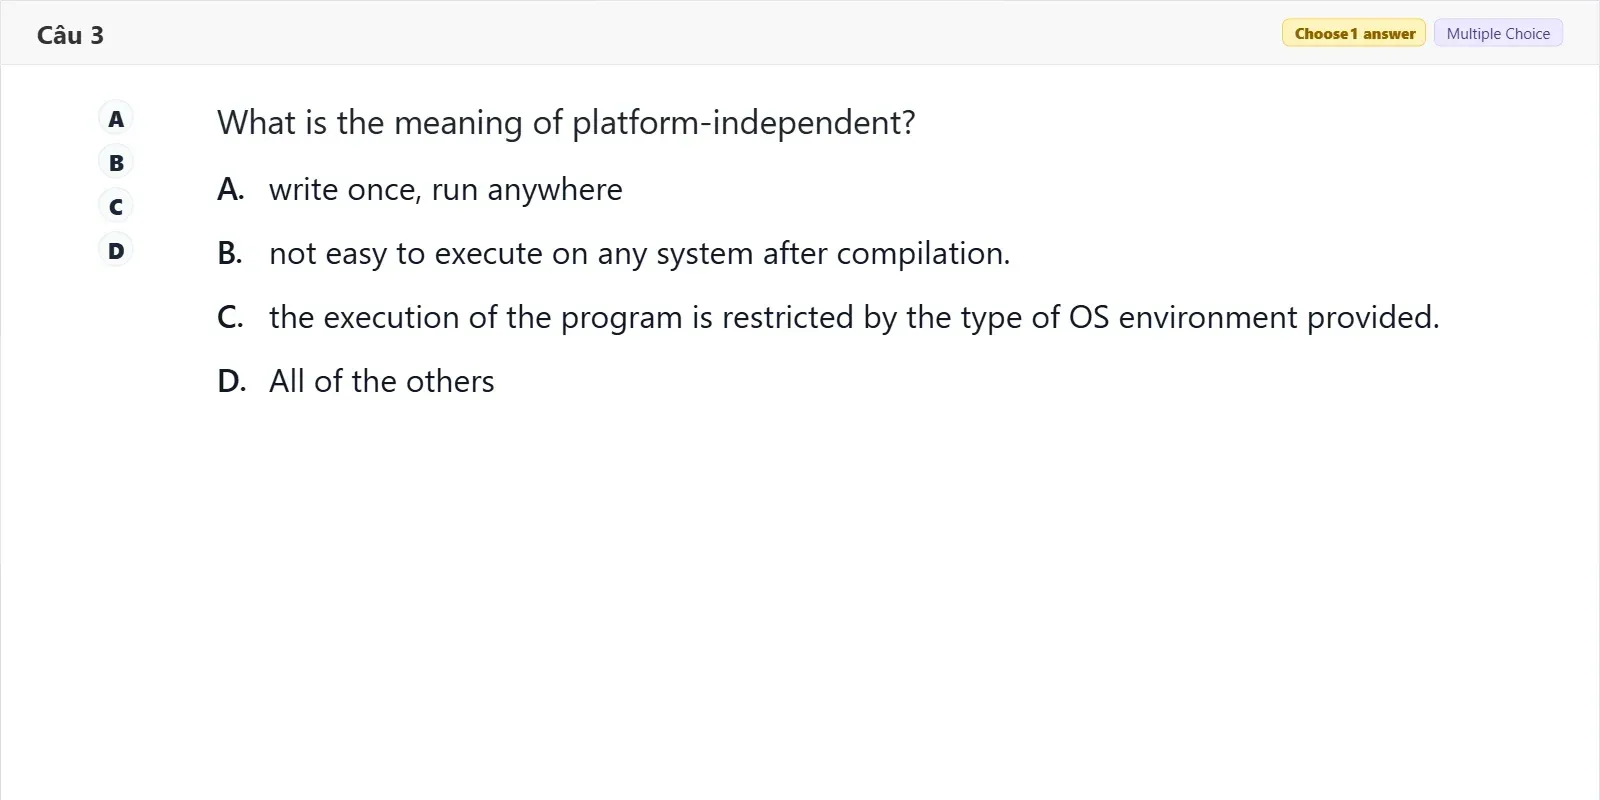 Câu 3
Choose1 answer
Multiple Choice
A
B
C
D
What is the meaning of platform-independent?
A. write once, run anywhere
B. not easy to execute on any system after compilation.
C. the execution of the program is restricted by the type of OS environment provided.
D. All of the others